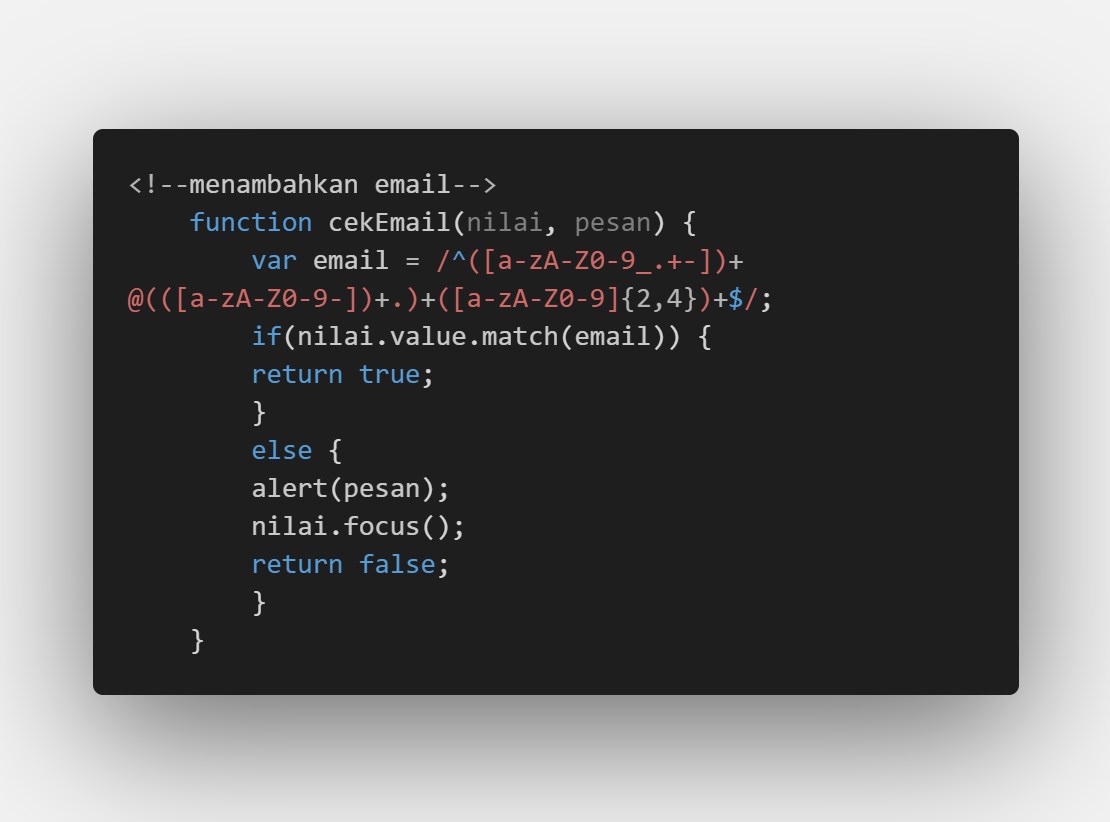 <!--menambahkan email-->
    function cekEmail(nilai, pesan) {
        var email = /^([a-zA-Z0-9_.+-])+
@(([a-zA-Z0-9-])+.)+([a-zA-Z0-9]{2,4})+$/;
        if(nilai.value.match(email)) {
        return true;
        }
        else {
        alert(pesan);
        nilai.focus();
        return false;
        }
    }